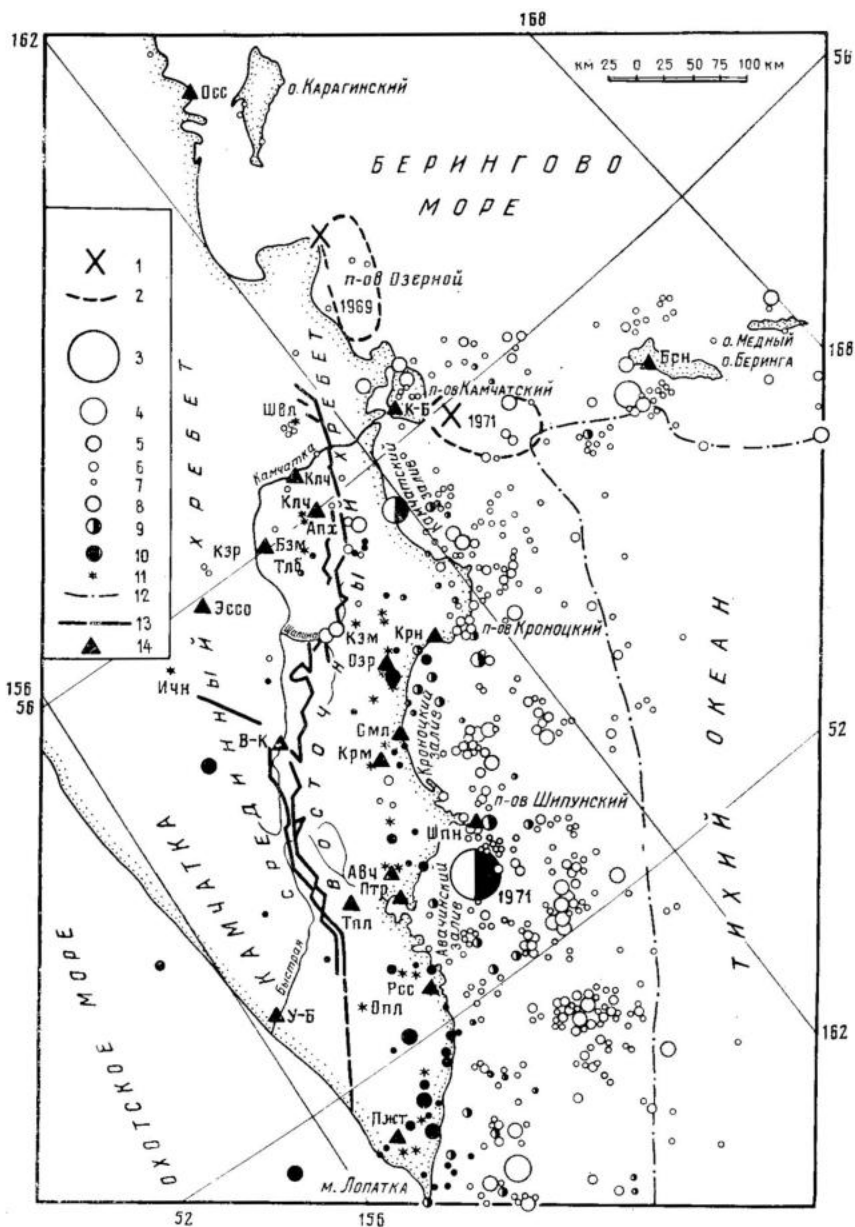 168
162
56
км 25 0 25 50 75 100 км
Осс
о. КАРАГИНСКИЙ
БЕРИНГОВО
МОРЕ
п-ов ОЗЕРНОЙ
1969
1
2
3
4
5
6
7
8
9
10
11
12
13
14
о. Медный
о. Беринга
168
Брн
п-ов КАМЧАТСКИЙ
К-Б
1971
Швл
Камчатка
КАМЧАТСКИЙ
ЗАЛИВ
Клч
Клч
Апх
Кзр
Бзм
Тлб
Эссо
п-ов КРОНОЦКИЙ
Щапина
Кзм
Крн
Озр
Ичн
156
56
В-К
Смл
Крм
КРОНОЦКИЙ
ЗАЛИВ
52
п-ов ШИПУНСКИЙ
Шпн
Авч
Птр
Тпл
1971
АВАЧИНСКИЙ
ЗАЛИВ
СРЕДИННЫЙ ХРЕБЕТ
ВОСТОЧНЫЙ ХРЕБЕТ
КАМЧАТКА
ТИХИЙ ОКЕАН
ОХОТСКОЕ МОРЕ
Быстрая
Рсс
Опл
У-Б
162
Пжт
м. ЛОПАТКА
52
156